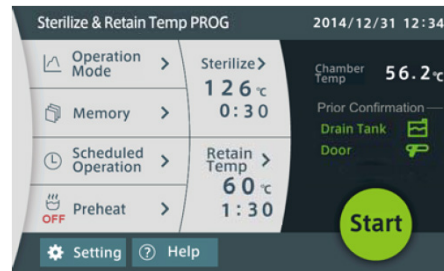 Sterilize & Retain Temp PROG
2014/12/31 12:34
Operation
Mode
Memory
Scheduled
Operation
OFF Preheat
Sterilize
126℃
0:30
Retain
Temp
60℃
1:30
Chamber
Temp 56.2℃
Prior Confirmation
Drain Tank
Door
Start
Setting
Help